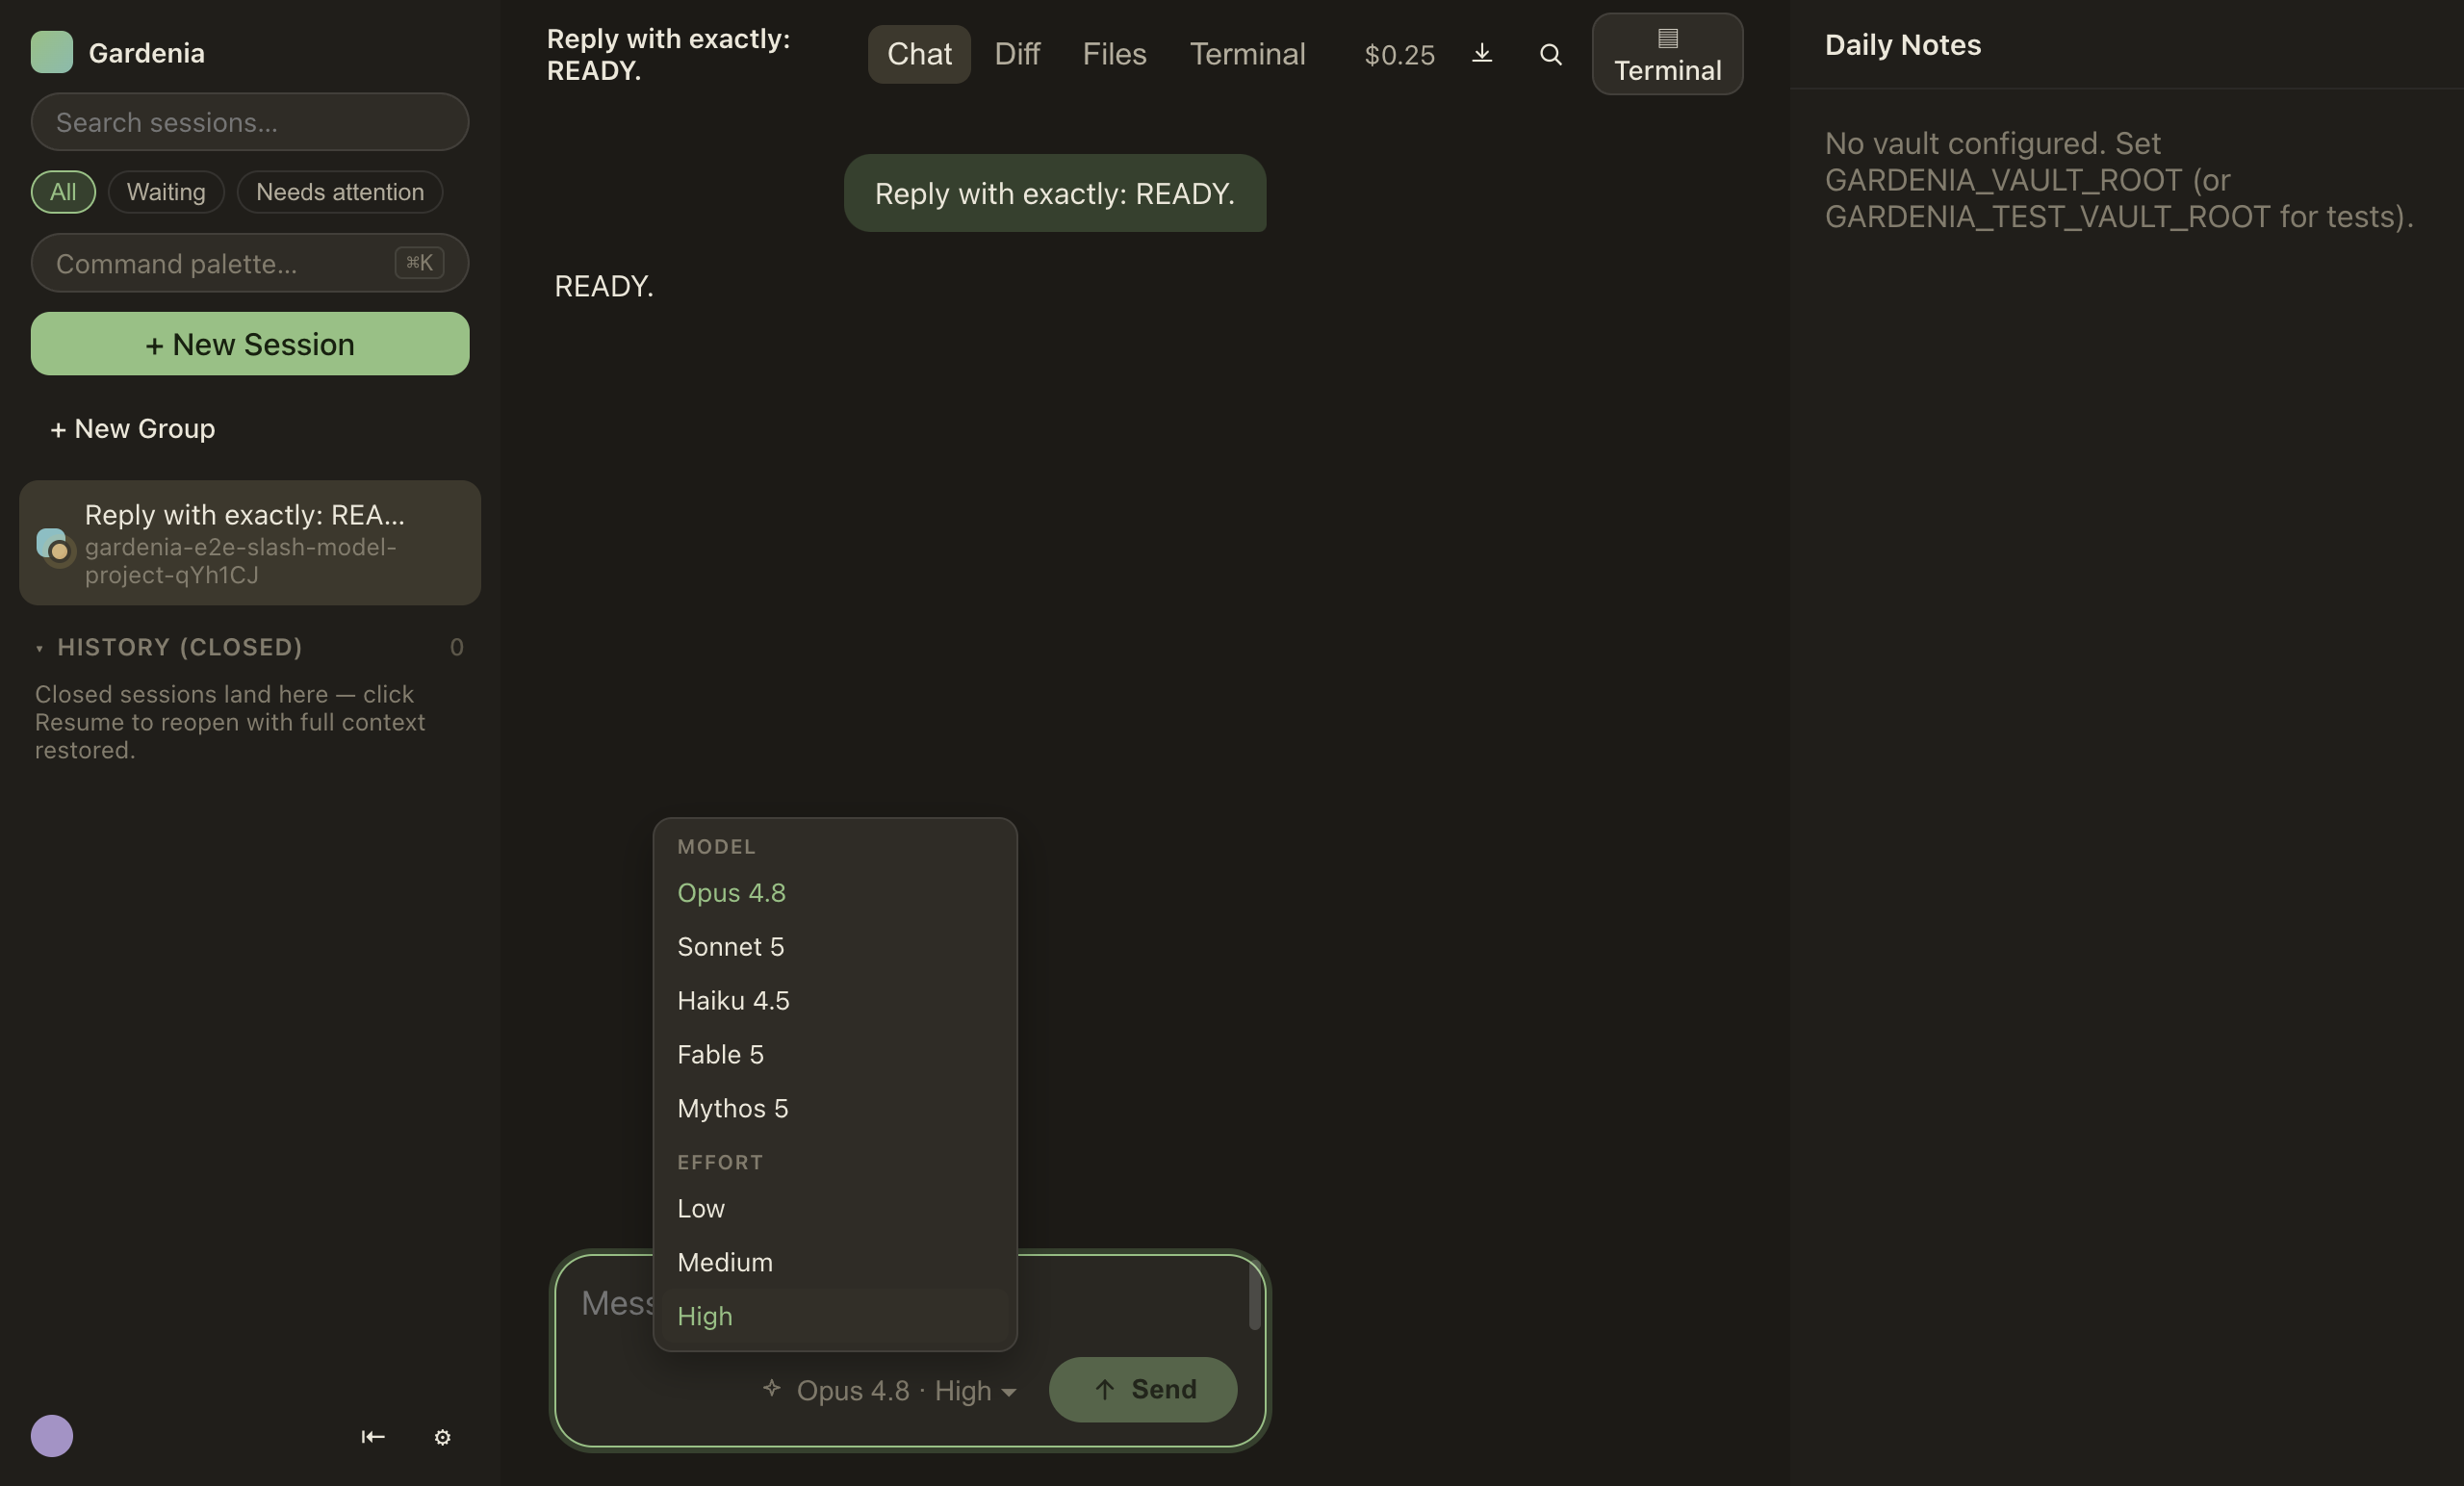 Gardenia
Search sessions...
All
Waiting
Needs attention
Command palette...
⌘K
+ New Session
+ New Group
Reply with exactly: REA...
gardenia-e2e-slash-model-
project-qYh1CJ
HISTORY (CLOSED)
0
Closed sessions land here — click
Resume to reopen with full context
restored.
Reply with exactly:
READY.
Chat
Diff
Files
Terminal
$0.25
Terminal
Reply with exactly: READY.
READY.
MODEL
Opus 4.8
Sonnet 5
Haiku 4.5
Fable 5
Mythos 5
EFFORT
Low
Medium
High
Mess
Opus 4.8 · High
Send
Daily Notes
No vault configured. Set
GARDENIA_VAULT_ROOT (or
GARDENIA_TEST_VAULT_ROOT for tests).